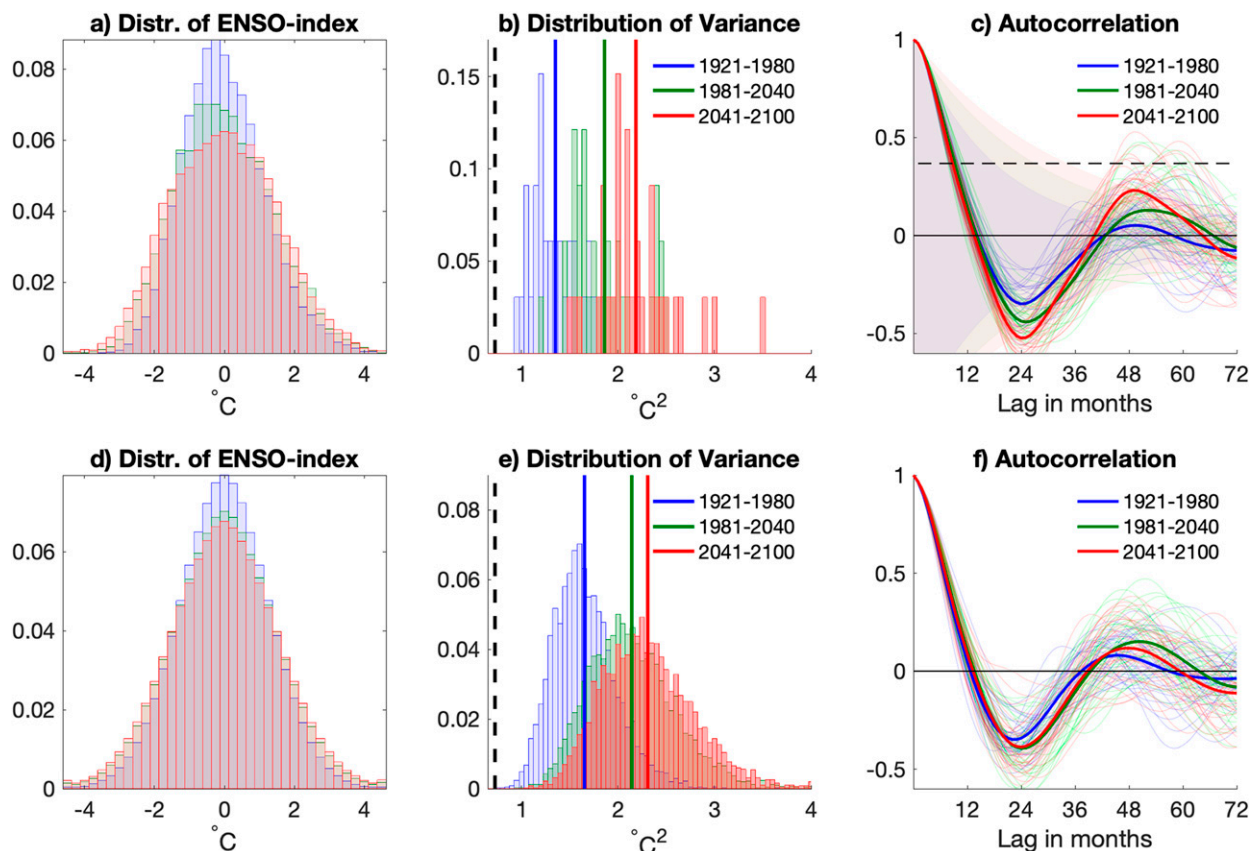 a) Distr. of ENSO-index
0.08
0.06
0.04
0.02
0
-4 -2 0 2 4
°C
b) Distribution of Variance
0.15
0.1
0.05
0
1921-1980
1981-2040
2041-2100
1 2 3 4
°C²
c) Autocorrelation
1
0.5
0
-0.5
1921-1980
1981-2040
2041-2100
12 24 36 48 60 72
Lag in months
d) Distr. of ENSO-index
0.06
0.04
0.02
0
-4 -2 0 2 4
°C
e) Distribution of Variance
0.08
0.06
0.04
0.02
0
1921-1980
1981-2040
2041-2100
1 2 3 4
°C²
f) Autocorrelation
1
0.5
0
-0.5
1921-1980
1981-2040
2041-2100
12 24 36 48 60 72
Lag in months